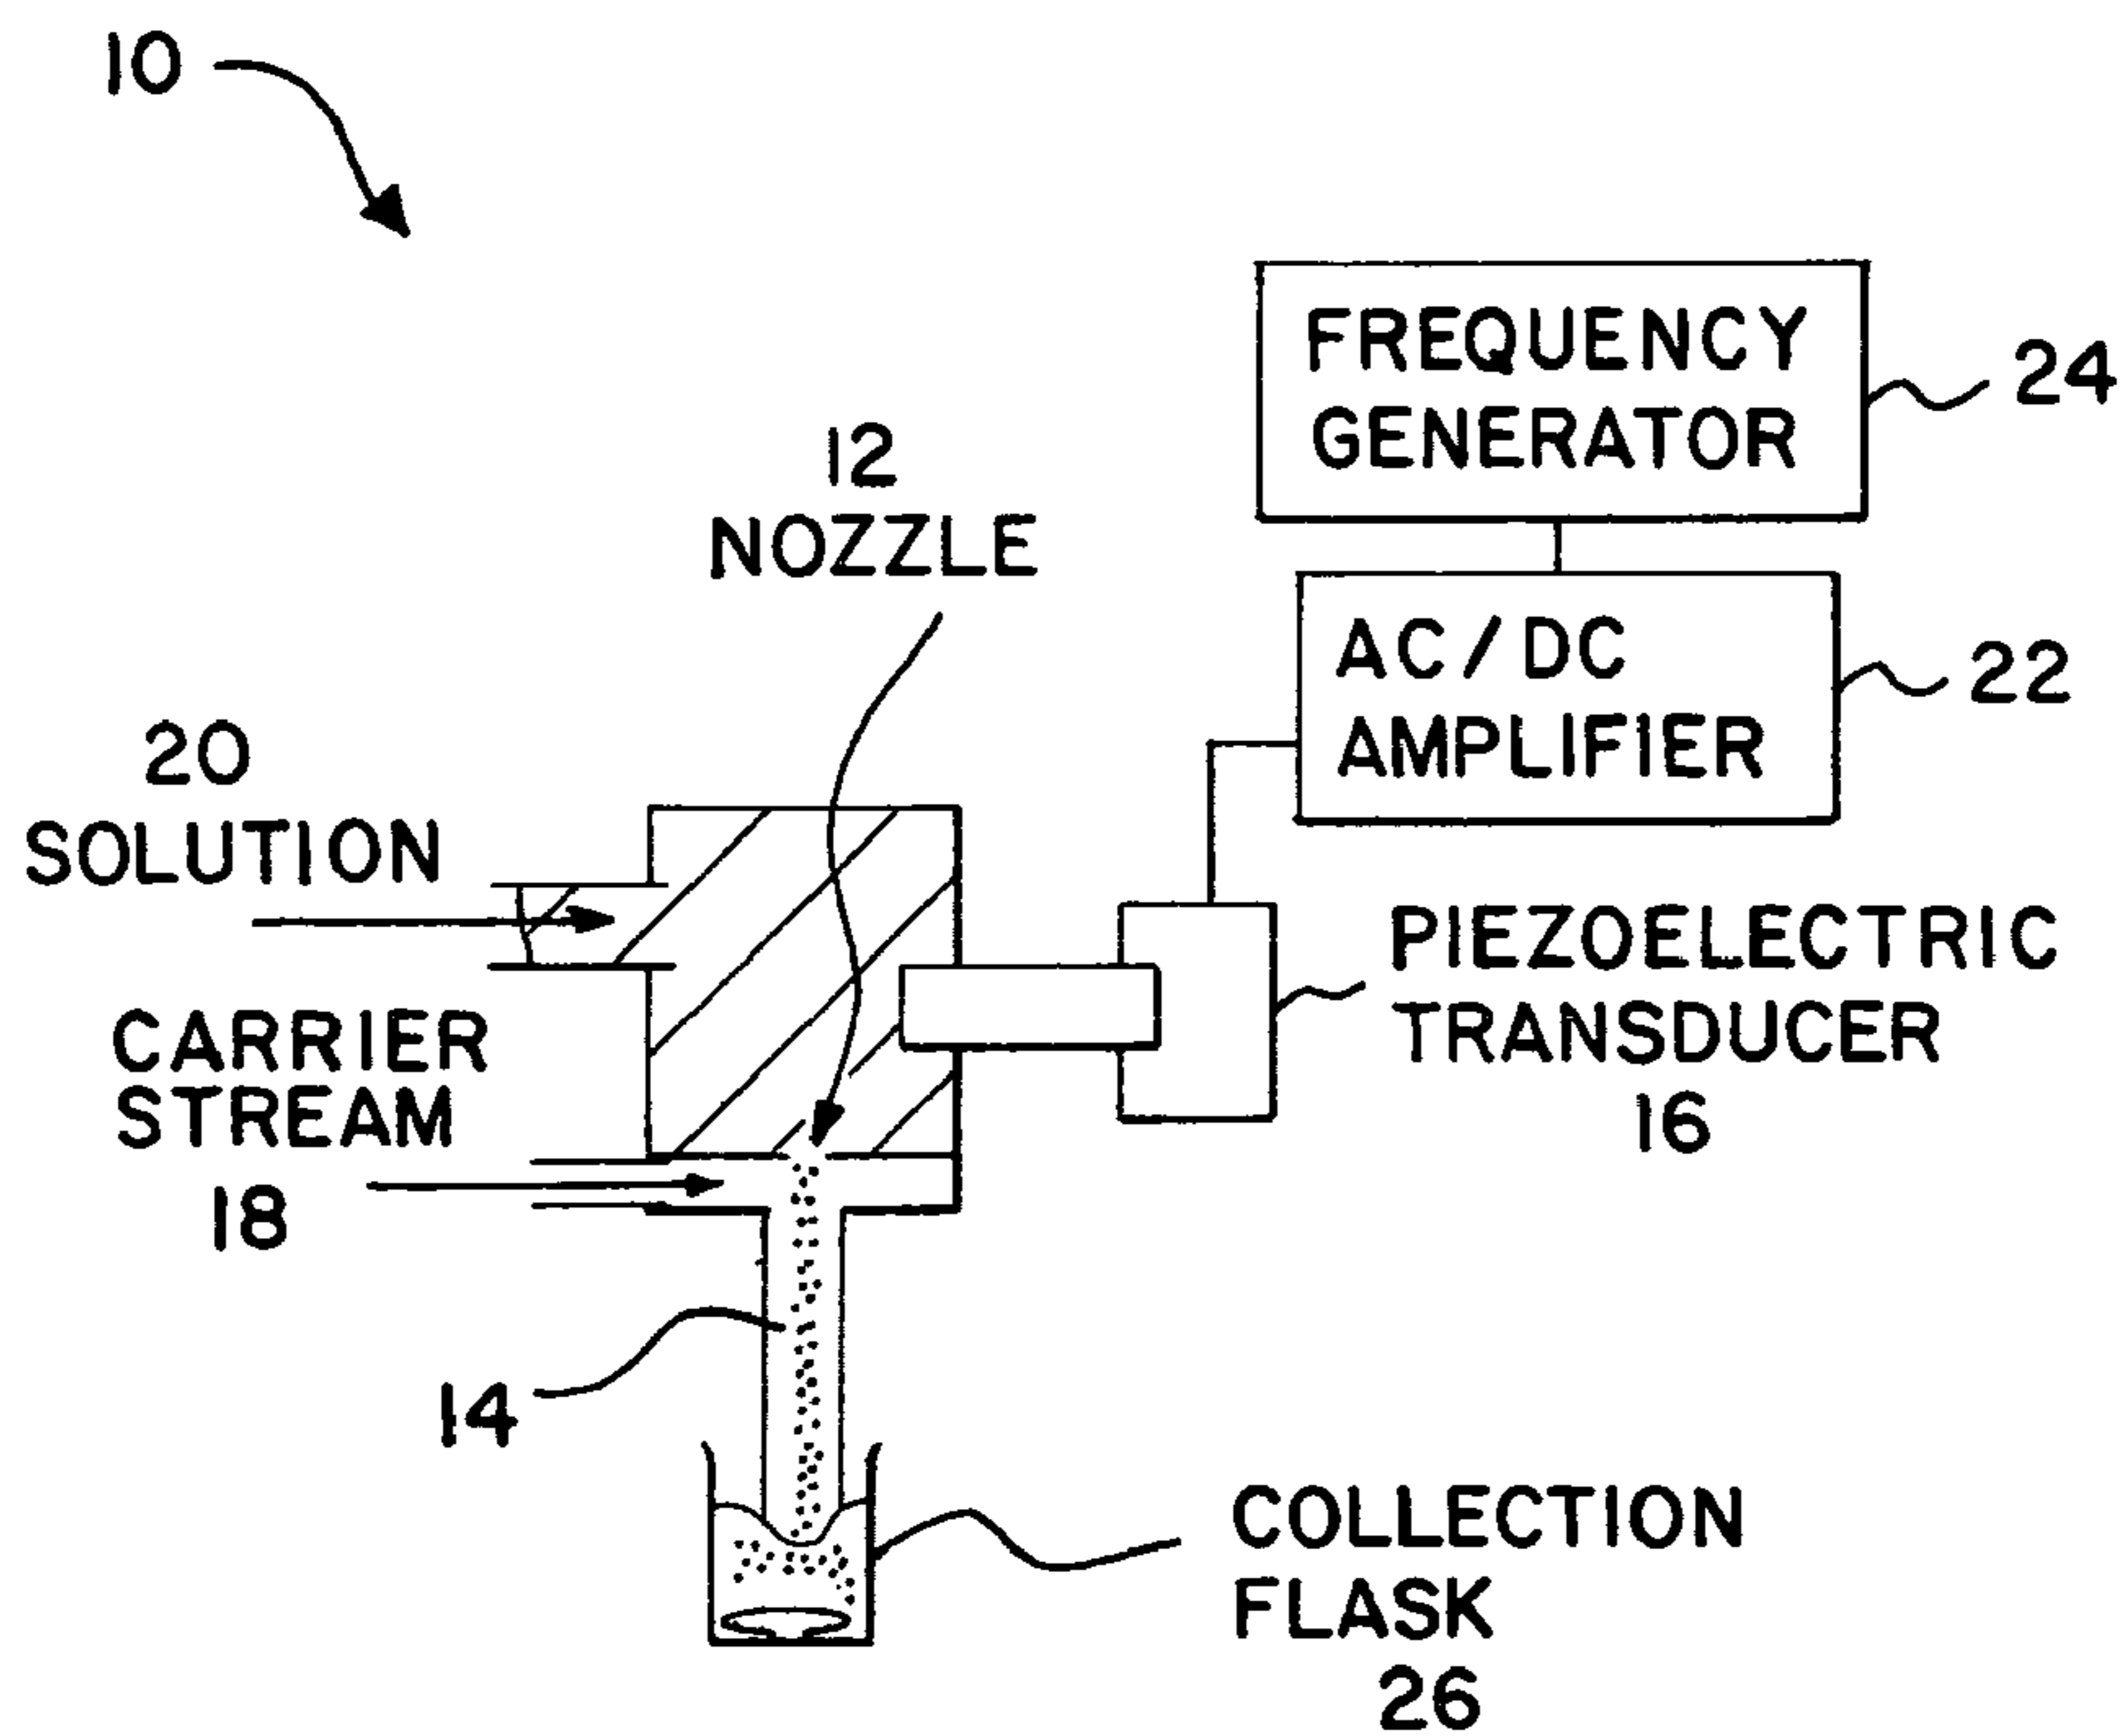 10
FREQUENCY
GENERATOR
24
12
NOZZLE
AC/DC
AMPLIFIER
22
20
SOLUTION
PIEZOELECTRIC
TRANSDUCER
16
CARRIER
STREAM
18
14
COLLECTION
FLASK
26